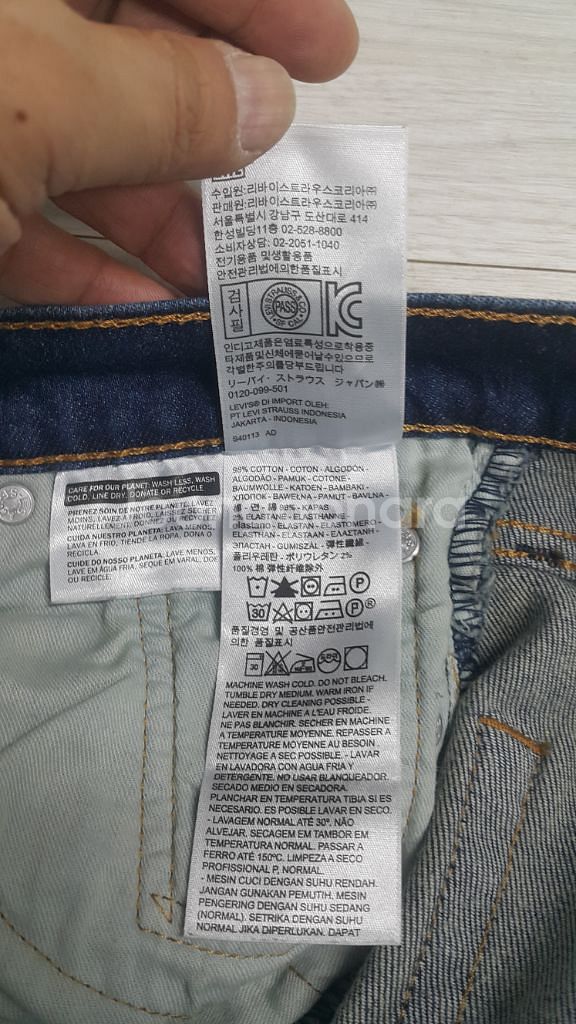 수입원:리바이스트라우스코리아㈜
판매원:리바이스트라우스코리아㈜
서울특별시 강남구 도산대로 414
한성빌딩11층 02-528-8800
소비자상담: 02-2051-1040
전기용품 및생활용품
안전관리법에의한품질표시
검사필
LEVI STRAUSS & CO
PASS
SF CAL
인디고제품은염료특성으로착용중
타제품및신체에묻어날수있으므로
각별한주의를당부드립니다
リーバイ・ストラウス ジャパン㈱
0120-099-501
LEVI'S® DI IMPORT OLEH:
PT LEVI STRAUSS INDONESIA
JAKARTA - INDONESIA
S40113 AD
CARE FOR OUR PLANET: WASH LESS, WASH
COLD, LINE DRY, DONATE OR RECYCLE
PRENEZ SOIN DE NOTRE PLANETE: LAVEZ
MOINS, LAVEZ À FROID, LAISSEZ SÉCHER
À L'AIR LIBRE, DONNEZ OU RECYCLEZ
CUIDA NUESTRO PLANETA: LAVA MENOS,
LAVA EN FRIO, TIENDE LA ROPA, DONA O
RECICLA
CUIDE DO NOSSO PLANETA: LAVE MENOS,
LAVE EM ÁGUA FRIA, SEQUE EM VARAL, DOE
OU RECICLE
98% COTTON - COTON - ALGODÓN -
ALGODÃO - PAMUK - COTONE -
BAUMWOLLE - KATOEN - BAMBAKI -
ХЛОПОК - BAWEŁNA - PAMUT - BAVLNA -
綿 - 면 - 棉 98% - KAPAS
2% ELASTANE - ELASTHANNE -
elastano - ELASTAN - ELASTOMERO -
ELASTHAN - ELASTAAN - ΕΛΑΣΤΑΝΗ -
ЭЛАСТАН - GUMISZÁL - 彈性纖維 -
폴리우레탄 - ポリウレタン 2%
100% 棉 弹性纤维除外
P
30
P®
품질경영 및 공산품안전관리법에
의한 품질표시
30
드라이
MACHINE WASH COLD. DO NOT BLEACH.
TUMBLE DRY MEDIUM. WARM IRON IF
NEEDED. DRY CLEANING POSSIBLE -
LAVER EN MACHINE A L'EAU FROIDE.
NE PAS BLANCHIR. SECHER EN MACHINE
A TEMPERATURE MOYENNE. REPASSER A
TEMPERATURE MOYENNE AU BESOIN
NETTOYAGE A SEC POSSIBLE. - LAVAR
EN LAVADORA CON AGUA FRIA Y
DETERGENTE. NO USAR BLANQUEADOR.
SECADO MEDIO EN SECADORA.
PLANCHAR EN TEMPERATURA TIBIA SI ES
NECESARIO. ES POSIBLE LAVAR EN SECO.
- LAVAGEM NORMAL ATÉ 30º, NÃO
ALVEJAR, SECAGEM EM TAMBOR EM
TEMPERATURA NORMAL. PASSAR A
FERRO ATÉ 150ºC. LIMPEZA A SECO
PROFISSIONAL P, NORMAL.
- MESIN CUCI DENGAN SUHU RENDAH.
JANGAN GUNAKAN PEMUTIH. MESIN
PENGERING DENGAN SUHU SEDANG
(NORMAL). SETRIKA DENGAN SUHU
NORMAL JIKA DIPERLUKAN. DAPAT